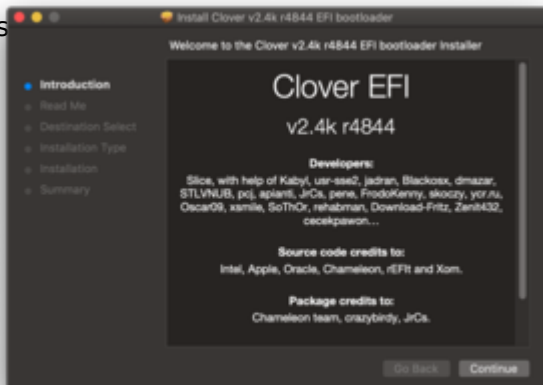 s
Install Clover v2.4k r4844 EFI bootloader
Welcome to the Clover v2.4k r4844 EFI bootloader Installer
Introduction
Read Me
Destination Select
Installation Type
Installation
Summary
Clover EFI
v2.4k r4844
Developers:
Slice, with help of Kabyl, usr-sse2, jadran, Blackosx, dmazar,
STLVNUB, pcj, apianti, JrCs, pene, FrodoKenny, skoczy, ycr.ru,
Oscar09, xsmile, SoThOr, rehabman, Download-Fritz, Zenit432,
cecekpawon...
Source code credits to:
Intel, Apple, Oracle, Chameleon, rEFIt and Xom.
Package credits to:
Chameleon team, crazybirdy, JrCs.
Go Back
Continue